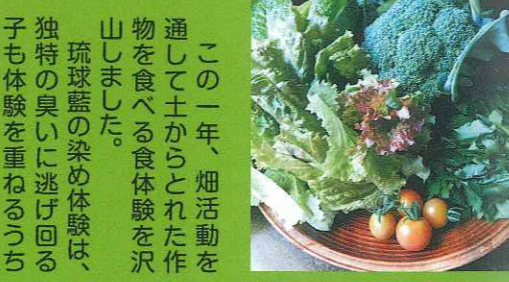 この一年、畑活動を
通して土からとれた作
物を食べる食体験を沢
山しました。
琉球藍の染め体験は、
独特の臭いに逃げ回る
子も体験を重ねるうち